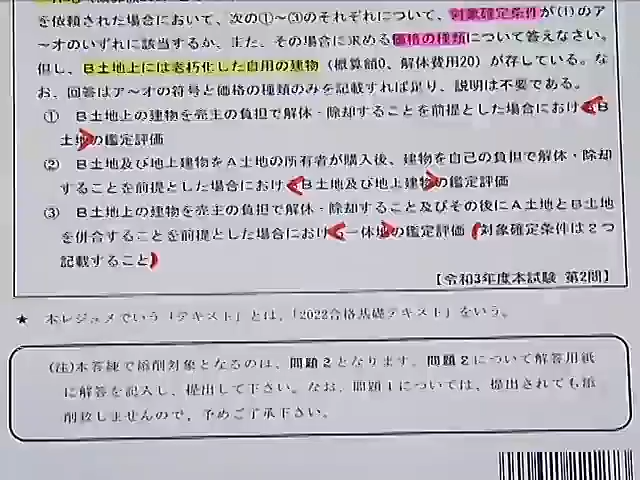 を依頼された場合において、次の①~③のそれぞれについて、対象確定条件が(1)のア
~オのいずれに該当するか、また、その場合に求める価格の種類について答えなさい。
但し、B土地上には老朽化した自用の建物（概算額0、解体費用20）が存している。な
お、回答はア~オの符号と価格の種類のみを記載すれば足り、説明は不要である。
① B土地上の建物を売主の負担で解体・除却することを前提とした場合におけるB
土地の鑑定評価
② B土地及び地上建物をA土地の所有者が購入後、建物を自己の負担で解体・除却
することを前提とした場合におけるB土地及び地上建物の鑑定評価
③ B土地上の建物を売主の負担で解体・除却すること及びその後にA土地とB土地
を併合することを前提とした場合における一体地の鑑定評価（対象確定条件は2つ
記載すること）
【令和3年度本試験 第2問】
★ 本レジュメでいう「テキスト」とは、「2022合格基礎テキスト」をいう。
(注)本答練で添削対象となるのは、問題2となります。問題2について解答用紙
に解答を記入し、提出して下さい。なお、問題1については、提出されても添
削致しませんので、予めご了承下さい。